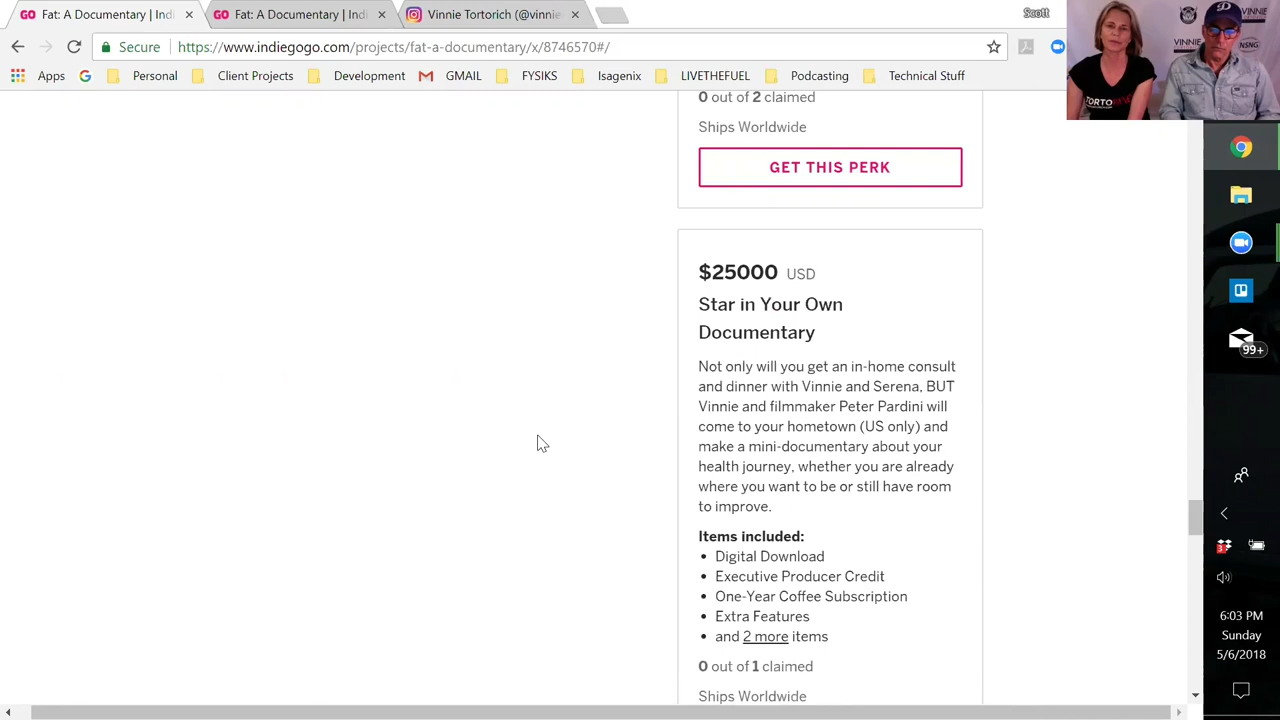 Fat: A Documentary | Indi
Fat: A Documentary | Indi
Vinnie Tortorich (@vinnie
Scott
Secure
https://www.indiegogo.com/projects/fat-a-documentary/x/8746570#/
Apps
Personal
Client Projects
Development
GMAIL
FYSIKS
Isagenix
LIVETHEFUEL
Podcasting
Technical Stuff
VINNIE
VINNIE
NSNG
0 out of 2 claimed
Ships Worldwide
GET THIS PERK
$25000 USD
Star in Your Own
Documentary
Not only will you get an in-home consult
and dinner with Vinnie and Serena, BUT
Vinnie and filmmaker Peter Pardini will
come to your hometown (US only) and
make a mini-documentary about your
health journey, whether you are already
where you want to be or still have room
to improve.
Items included:
• Digital Download
• Executive Producer Credit
• One-Year Coffee Subscription
• Extra Features
• and 2 more items
0 out of 1 claimed
Ships Worldwide
99+
3
6:03 PM
Sunday
5/6/2018